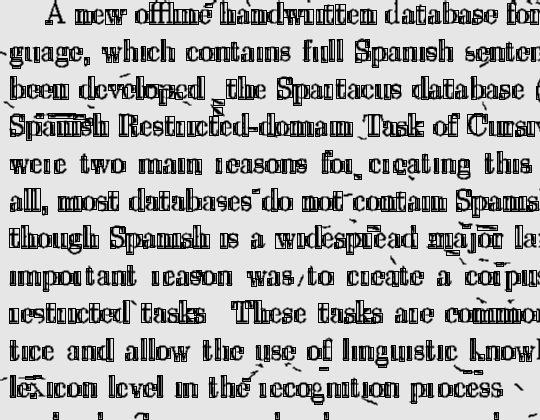 A new offline handwritten database for
guage, which contains full Spanish senten
been developed the Spartacus database (
Spanish Restricted-domain Task of Cursiv
were two main reasons for creating this
all, most databases do not contain Spanis
though Spanish is a widespread major la
important reason was to create a corpus
restricted tasks These tasks are common
tice and allow the use of linguistic knowl
lexicon level in the recognition process